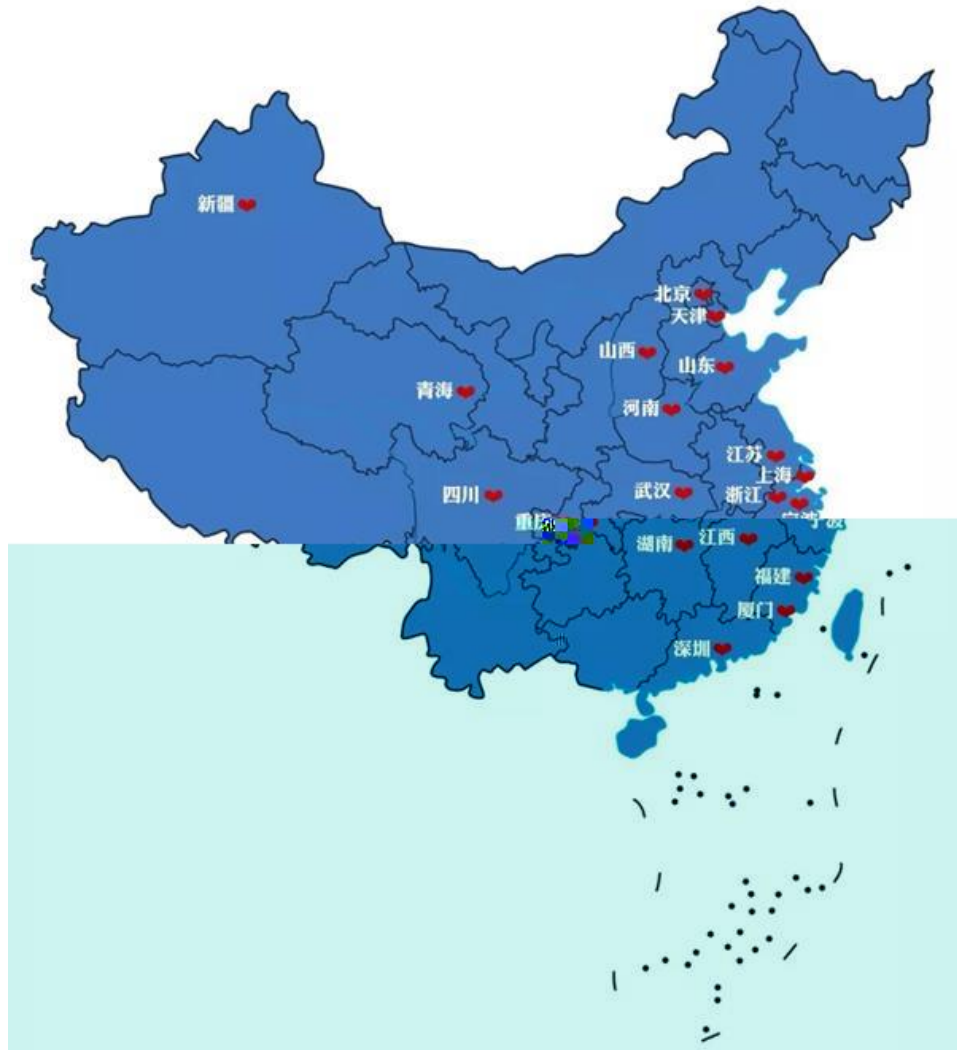 新疆
北京
天津
山西
山东
青海
河南
江苏
上海
四川
武汉
浙江
湖南
江西
福建
厦门
深圳